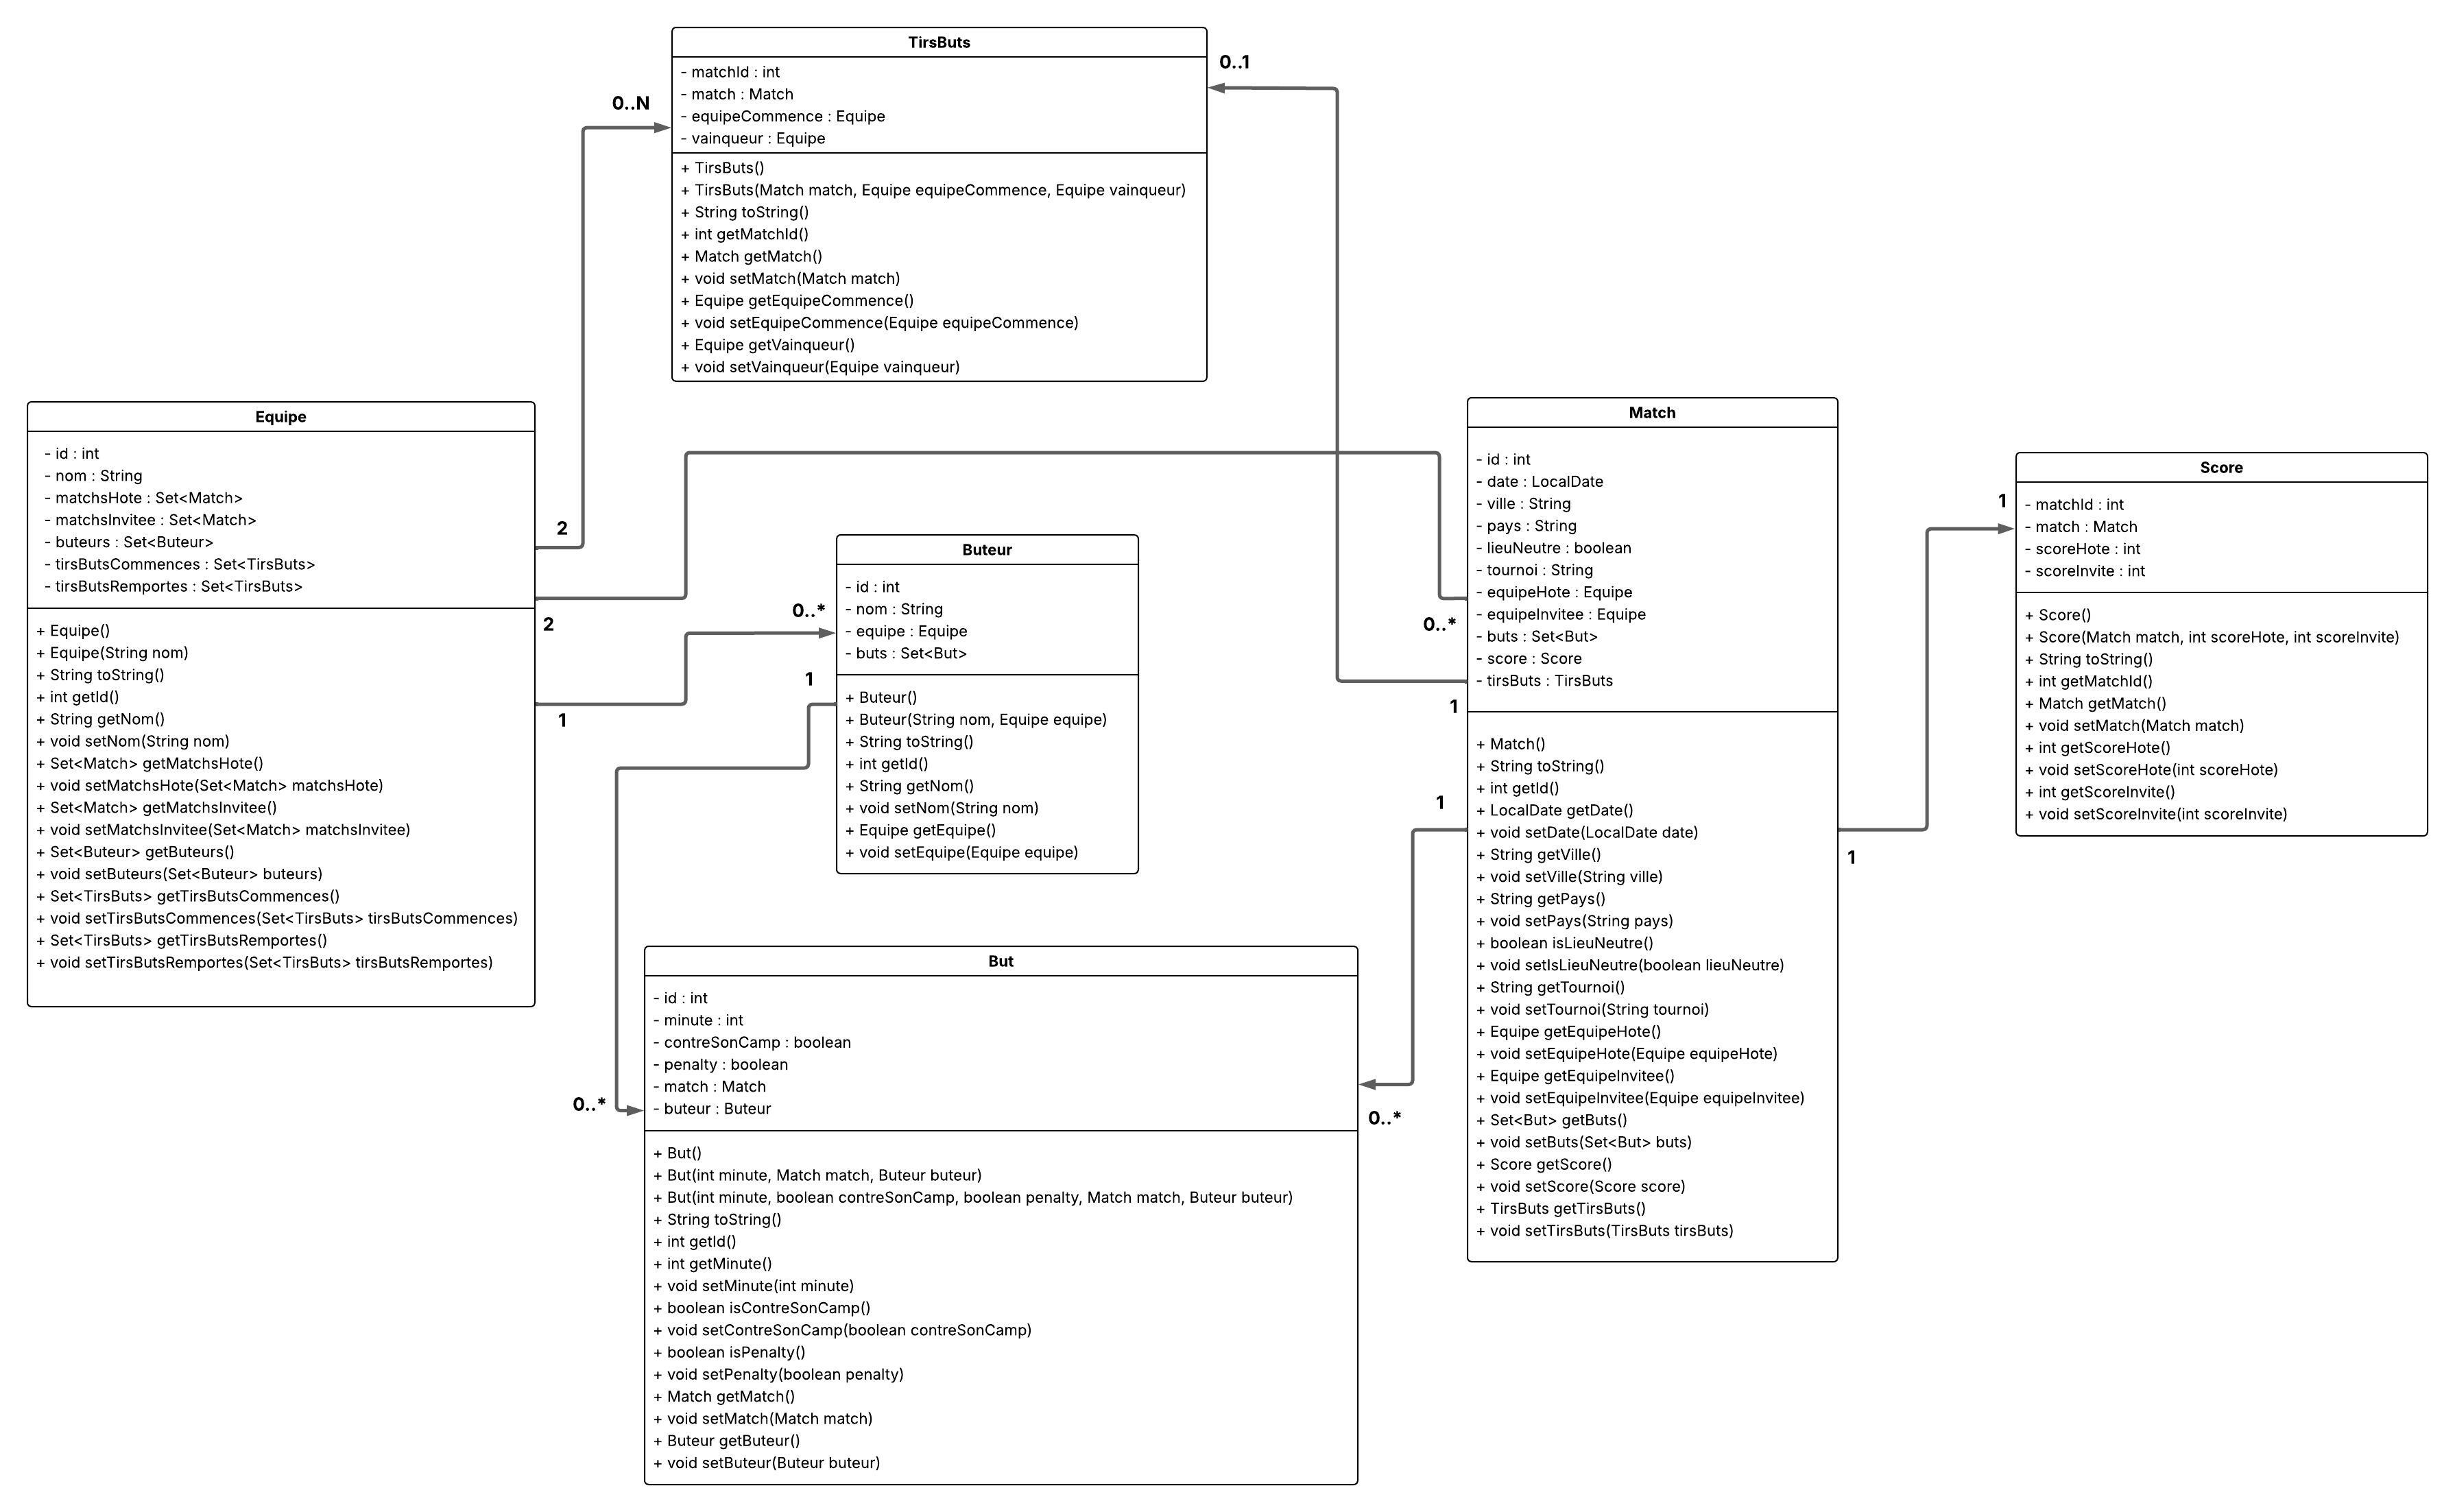 TirsButs
- matchId : int
- match : Match
- equipeCommence : Equipe
- vainqueur : Equipe
+ TirsButs()
+ TirsButs(Match match, Equipe equipeCommence, Equipe vainqueur)
+ String toString()
+ int getMatchId()
+ Match getMatch()
+ void setMatch(Match match)
+ Equipe getEquipeCommence()
+ void setEquipeCommence(Equipe equipeCommence)
+ Equipe getVainqueur()
+ void setVainqueur(Equipe vainqueur)
0..N
0..1
Equipe
- id : int
- nom : String
- matchsHote : Set<Match>
- matchsInvitee : Set<Match>
- buteurs : Set<Buteur>
- tirsButsCommences : Set<TirsButs>
- tirsButsRemportes : Set<TirsButs>
+ Equipe()
+ Equipe(String nom)
+ String toString()
+ int getId()
+ String getNom()
+ void setNom(String nom)
+ Set<Match> getMatchsHote()
+ void setMatchsHote(Set<Match> matchsHote)
+ Set<Match> getMatchsInvitee()
+ void setMatchsInvitee(Set<Match> matchsInvitee)
+ Set<Buteur> getButeurs()
+ void setButeurs(Set<Buteur> buteurs)
+ Set<TirsButs> getTirsButsCommences()
+ void setTirsButsCommences(Set<TirsButs> tirsButsCommences)
+ Set<TirsButs> getTirsButsRemportes()
+ void setTirsButsRemportes(Set<TirsButs> tirsButsRemportes)
2
2
1
Buteur
- id : int
- nom : String
- equipe : Equipe
- buts : Set<But>
+ Buteur()
+ Buteur(String nom, Equipe equipe)
+ String toString()
+ int getId()
+ String getNom()
+ void setNom(String nom)
+ Equipe getEquipe()
+ void setEquipe(Equipe equipe)
0..*
1
But
- id : int
- minute : int
- contreSonCamp : boolean
- penalty : boolean
- match : Match
- buteur : Buteur
+ But()
+ But(int minute, Match match, Buteur buteur)
+ But(int minute, boolean contreSonCamp, boolean penalty, Match match, Buteur buteur)
+ String toString()
+ int getId()
+ int getMinute()
+ void setMinute(int minute)
+ boolean isContreSonCamp()
+ void setContreSonCamp(boolean contreSonCamp)
+ boolean isPenalty()
+ void setPenalty(boolean penalty)
+ Match getMatch()
+ void setMatch(Match match)
+ Buteur getButeur()
+ void setButeur(Buteur buteur)
0..*
0..*
Match
- id : int
- date : LocalDate
- ville : String
- pays : String
- lieuNeutre : boolean
- tournoi : String
- equipeHote : Equipe
- equipeInvitee : Equipe
- buts : Set<But>
- score : Score
- tirsButs : TirsButs
+ Match()
+ String toString()
+ int getId()
+ LocalDate getDate()
+ void setDate(LocalDate date)
+ String getVille()
+ void setVille(String ville)
+ String getPays()
+ void setPays(String pays)
+ boolean isLieuNeutre()
+ void setIsLieuNeutre(boolean lieuNeutre)
+ String getTournoi()
+ void setTournoi(String tournoi)
+ Equipe getEquipeHote()
+ void setEquipeHote(Equipe equipeHote)
+ Equipe getEquipeInvitee()
+ void setEquipeInvitee(Equipe equipeInvitee)
+ Set<But> getButs()
+ void setButs(Set<But> buts)
+ Score getScore()
+ void setScore(Score score)
+ TirsButs getTirsButs()
+ void setTirsButs(TirsButs tirsButs)
0..*
1
1
1
Score
- matchId : int
- match : Match
- scoreHote : int
- scoreInvite : int
+ Score()
+ Score(Match match, int scoreHote, int scoreInvite)
+ String toString()
+ int getMatchId()
+ Match getMatch()
+ void setMatch(Match match)
+ int getScoreHote()
+ void setScoreHote(int scoreHote)
+ int getScoreInvite()
+ void setScoreInvite(int scoreInvite)
1